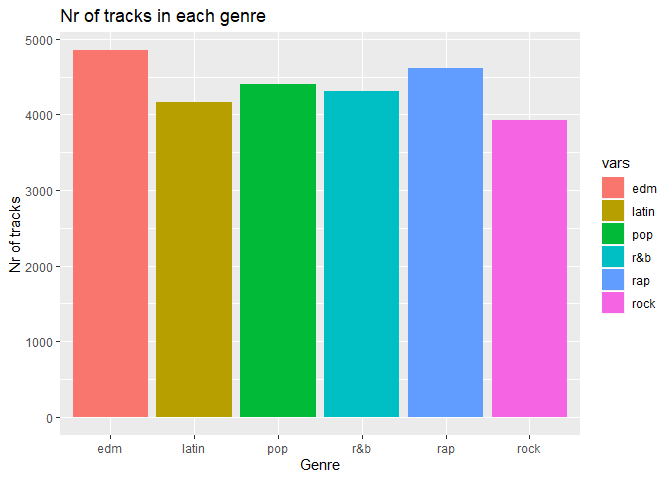 Nr of tracks in each genre
Nr of tracks
5000
4000
3000
2000
1000
0
edm
latin
pop
r&b
rap
rock
Genre
vars
edm
latin
pop
r&b
rap
rock